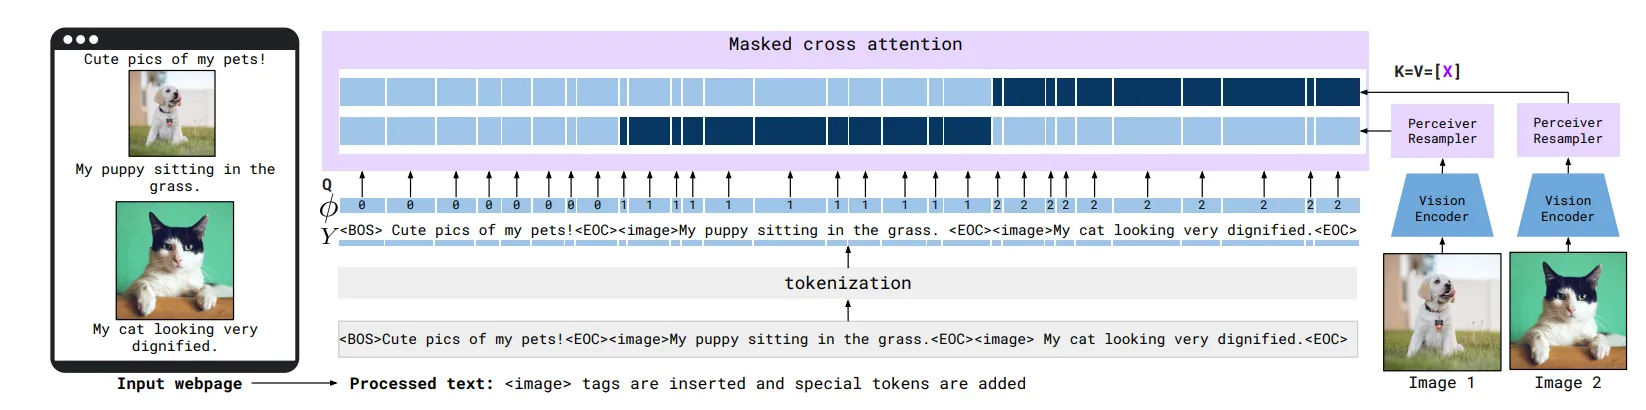 Cute pics of my pets!
My puppy sitting in the
grass.
My cat looking very
dignified.
Input webpage
Masked cross attention
K=V=[X]
Perceiver
Resampler
Perceiver
Resampler
Vision
Encoder
Vision
Encoder
Image 1
Image 2
Q
ϕ 0 0 0 0 0 0 0 0 1 1 1 1 1 1 1 1 1 1 1 2 2 2 2 2 2 2 2 2 2
Y <BOS> Cute pics of my pets!<EOC><image>My puppy sitting in the grass. <EOC><image>My cat looking very dignified.<EOC>
tokenization
<BOS>Cute pics of my pets!<EOC><image>My puppy sitting in the grass.<EOC><image> My cat looking very dignified.<EOC>
Processed text: <image> tags are inserted and special tokens are added